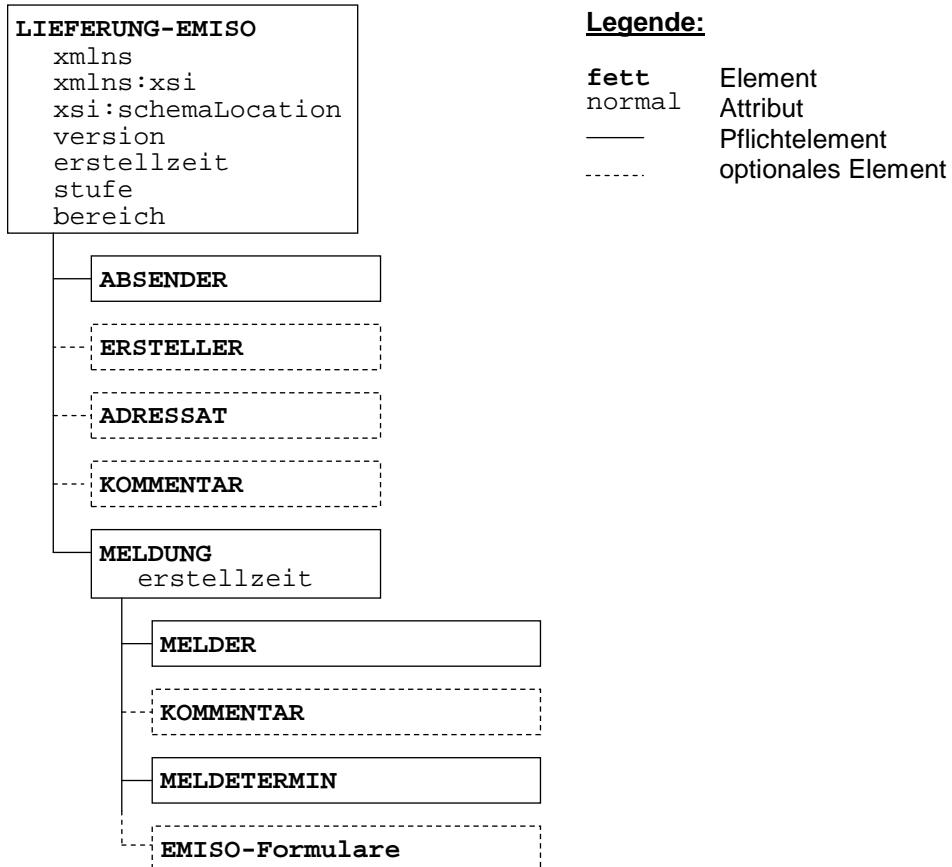 LIEFERUNG-EMISO
xmlns
xmlns:xsi
xsi:schemaLocation
version
erstellzeit
stufe
bereich
Legende:
fett Element
normal Attribut
Pflichtelement
optionales Element
ABSENDER
ERSTELLER
ADRESSAT
KOMMENTAR
MELDUNG
erstellzeit
MELDER
KOMMENTAR
MELDETERMIN
EMISO-Formulare